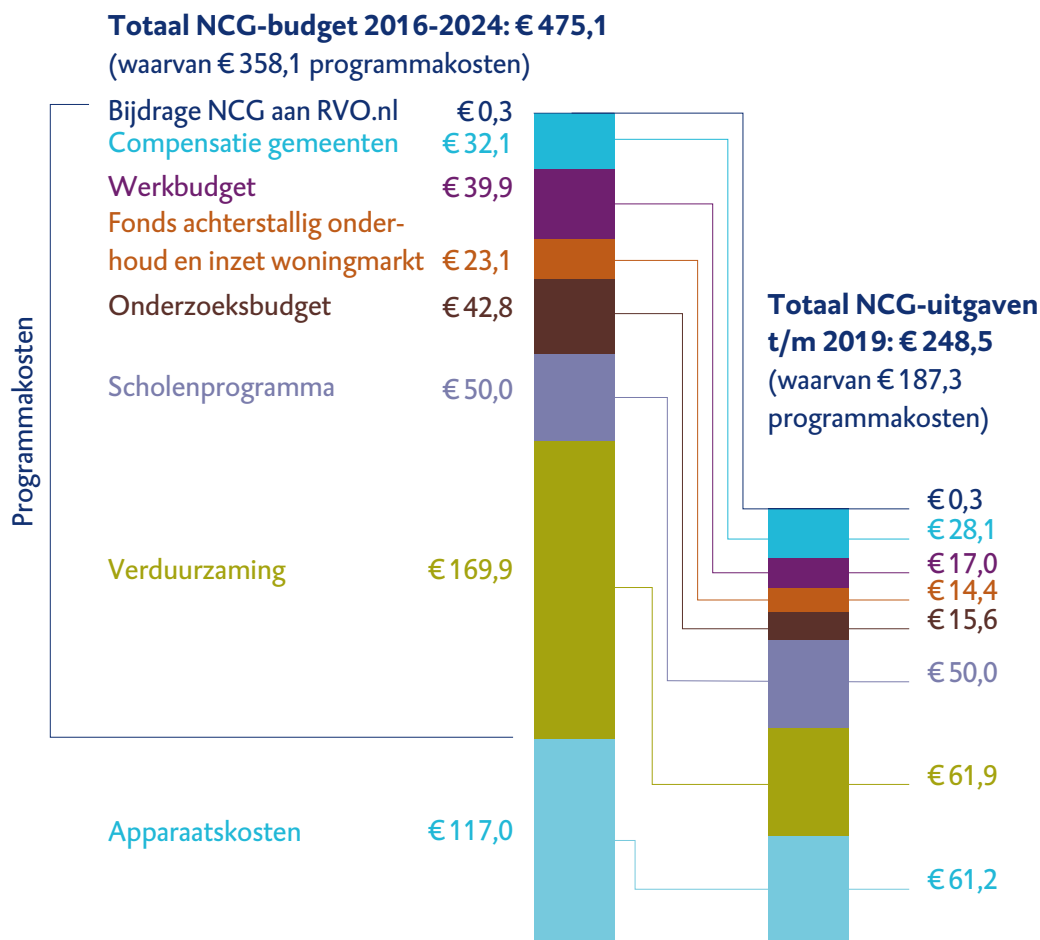 Totaal NCG-budget 2016-2024: € 475,1
(waarvan € 358,1 programmakosten)
Programmakosten
Bijdrage NCG aan RVO.nl € 0,3
Compensatie gemeenten € 32,1
Werkbudget € 39,9
Fonds achterstallig onder-
houd en inzet woningmarkt € 23,1
Onderzoeksbudget € 42,8
Scholenprogramma € 50,0
Verduurzaming € 169,9
Apparaatskosten € 117,0
Totaal NCG-uitgaven
t/m 2019: € 248,5
(waarvan € 187,3
programmakosten)
€ 0,3
€ 28,1
€ 17,0
€ 14,4
€ 15,6
€ 50,0
€ 61,9
€ 61,2